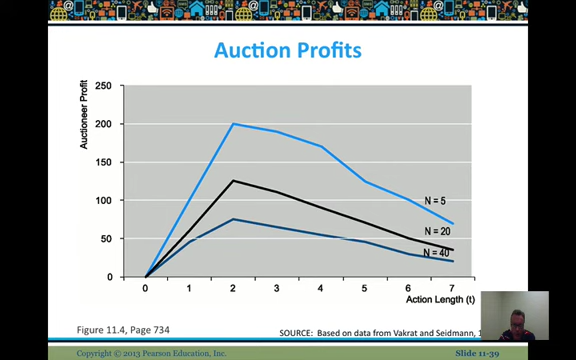 Auction Profits
Auctioneer Profit
250
200
150
100
50
0
N = 5
N = 20
N = 40
0 1 2 3 4 5 6 7
Action Length (t)
Figure 11.4, Page 734
SOURCE: Based on data from Vakrat and Seidmann, 1
Copyright © 2013 Pearson Education, Inc.
Slide 11-39